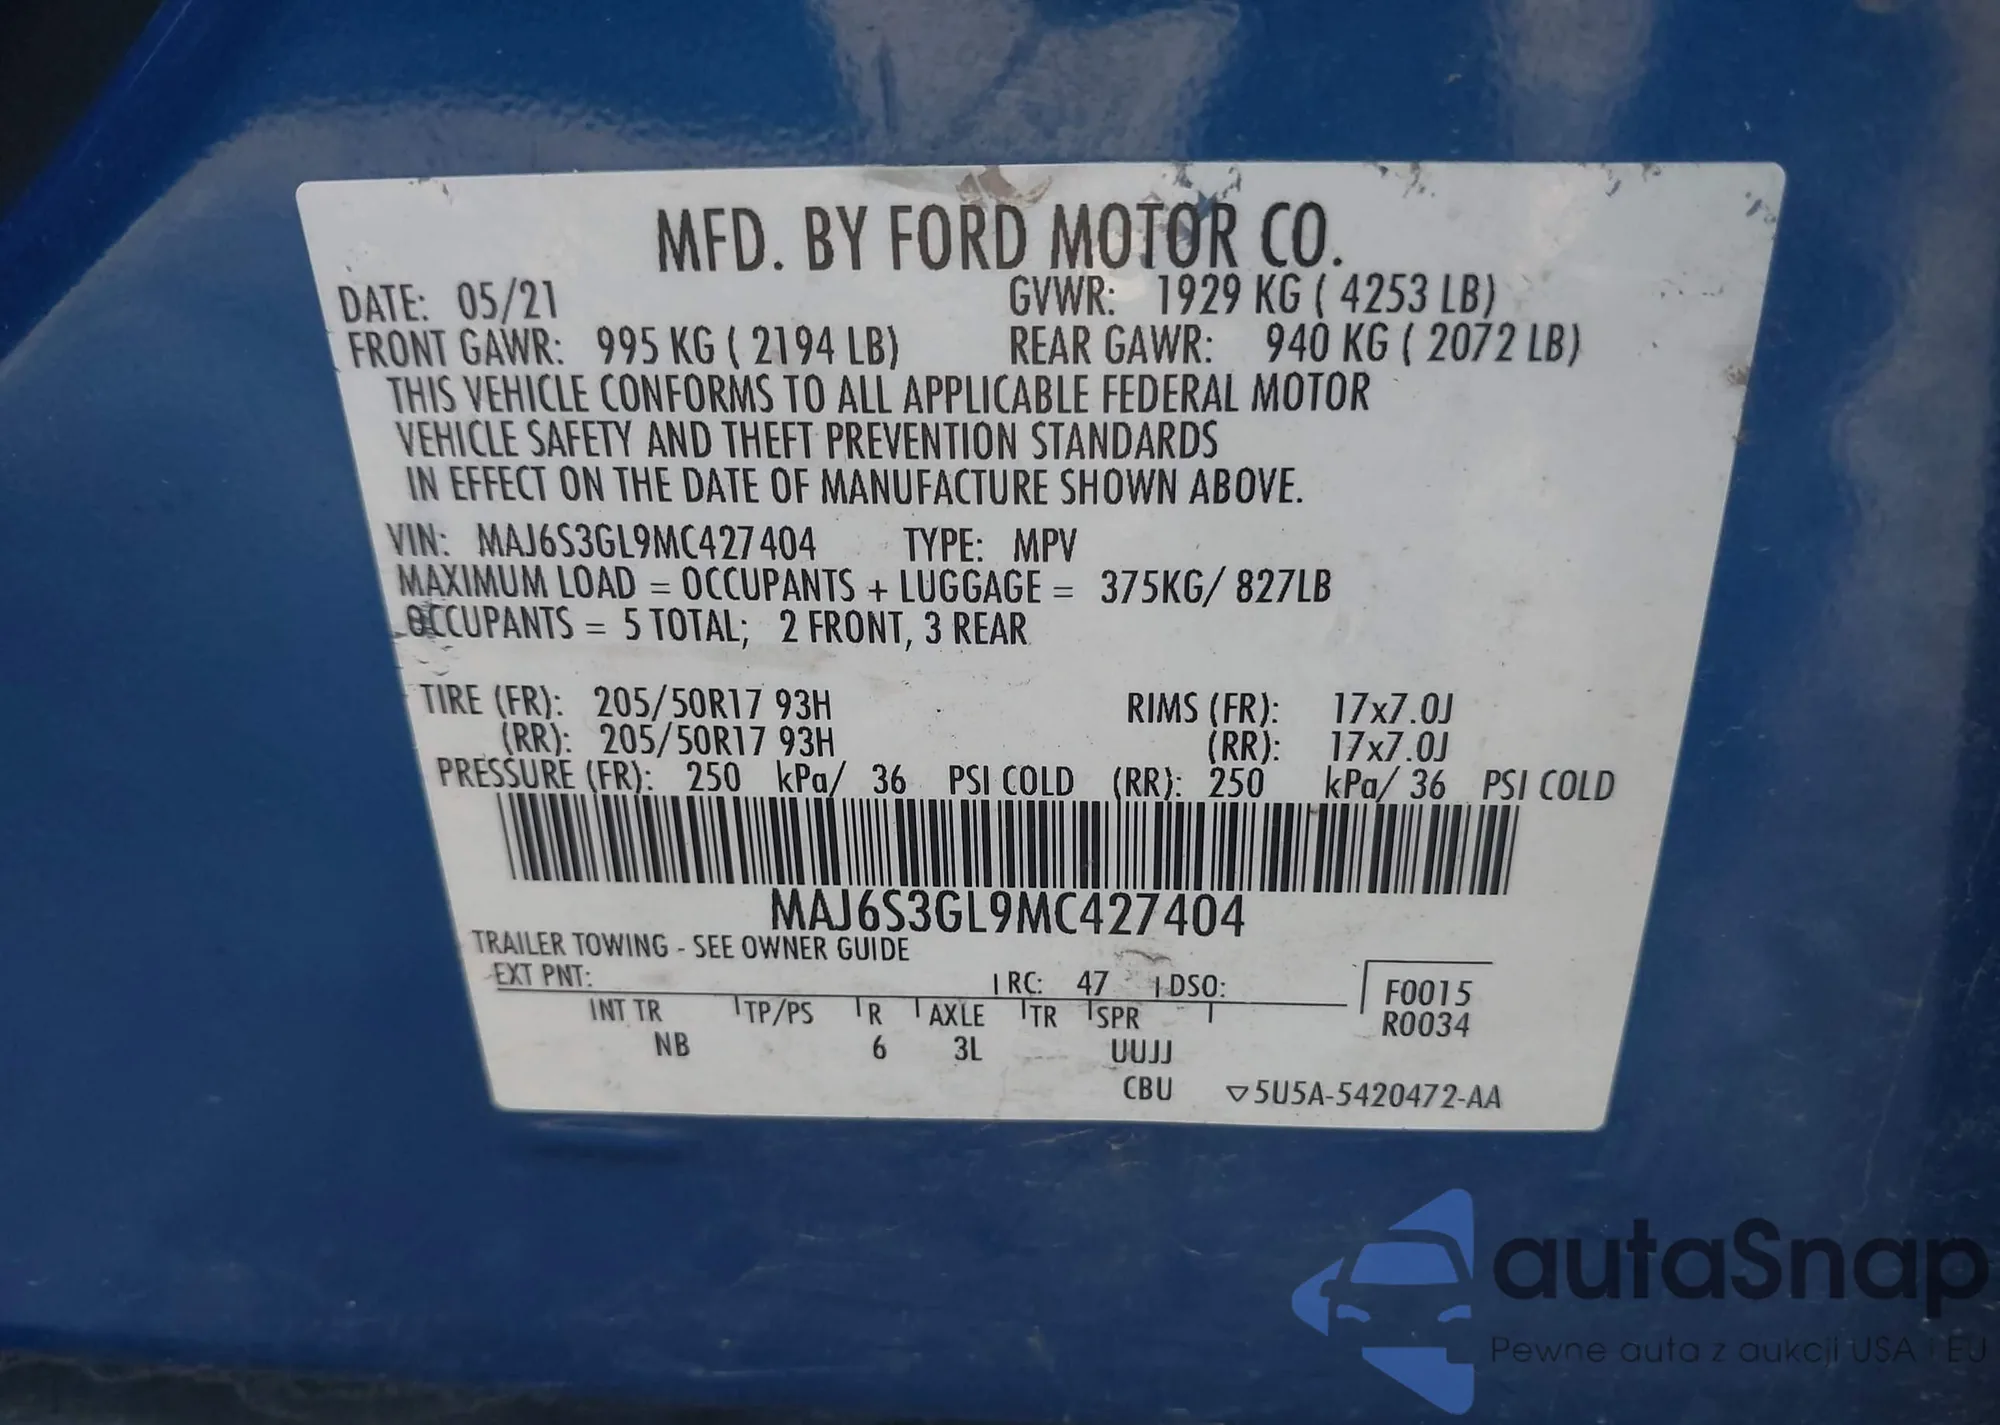 MFD. BY FORD MOTOR CO.
DATE: 05/21 GVWR: 1929 KG ( 4253 LB)
FRONT GAWR: 995 KG ( 2194 LB) REAR GAWR: 940 KG ( 2072 LB)
THIS VEHICLE CONFORMS TO ALL APPLICABLE FEDERAL MOTOR
VEHICLE SAFETY AND THEFT PREVENTION STANDARDS
IN EFFECT ON THE DATE OF MANUFACTURE SHOWN ABOVE.
VIN: MAJ6S3GL9MC427404 TYPE: MPV
MAXIMUM LOAD = OCCUPANTS + LUGGAGE = 375KG/ 827LB
OCCUPANTS = 5 TOTAL; 2 FRONT, 3 REAR
TIRE (FR): 205/50R17 93H RIMS (FR): 17x7.0J
(RR): 205/50R17 93H (RR): 17x7.0J
PRESSURE (FR): 250 kPa/ 36 PSI COLD (RR): 250 kPa/ 36 PSI COLD
MAJ6S3GL9MC427404
TRAILER TOWING - SEE OWNER GUIDE
EXT PNT: RC: 47 DSO: F0015
INT TR TP/PS R AXLE TR SPR R0034
NB 6 3L UUJJ
CBU ▽5U5A-5420472-AA
autaSnap
Pewne auta z aukcji USA i EU